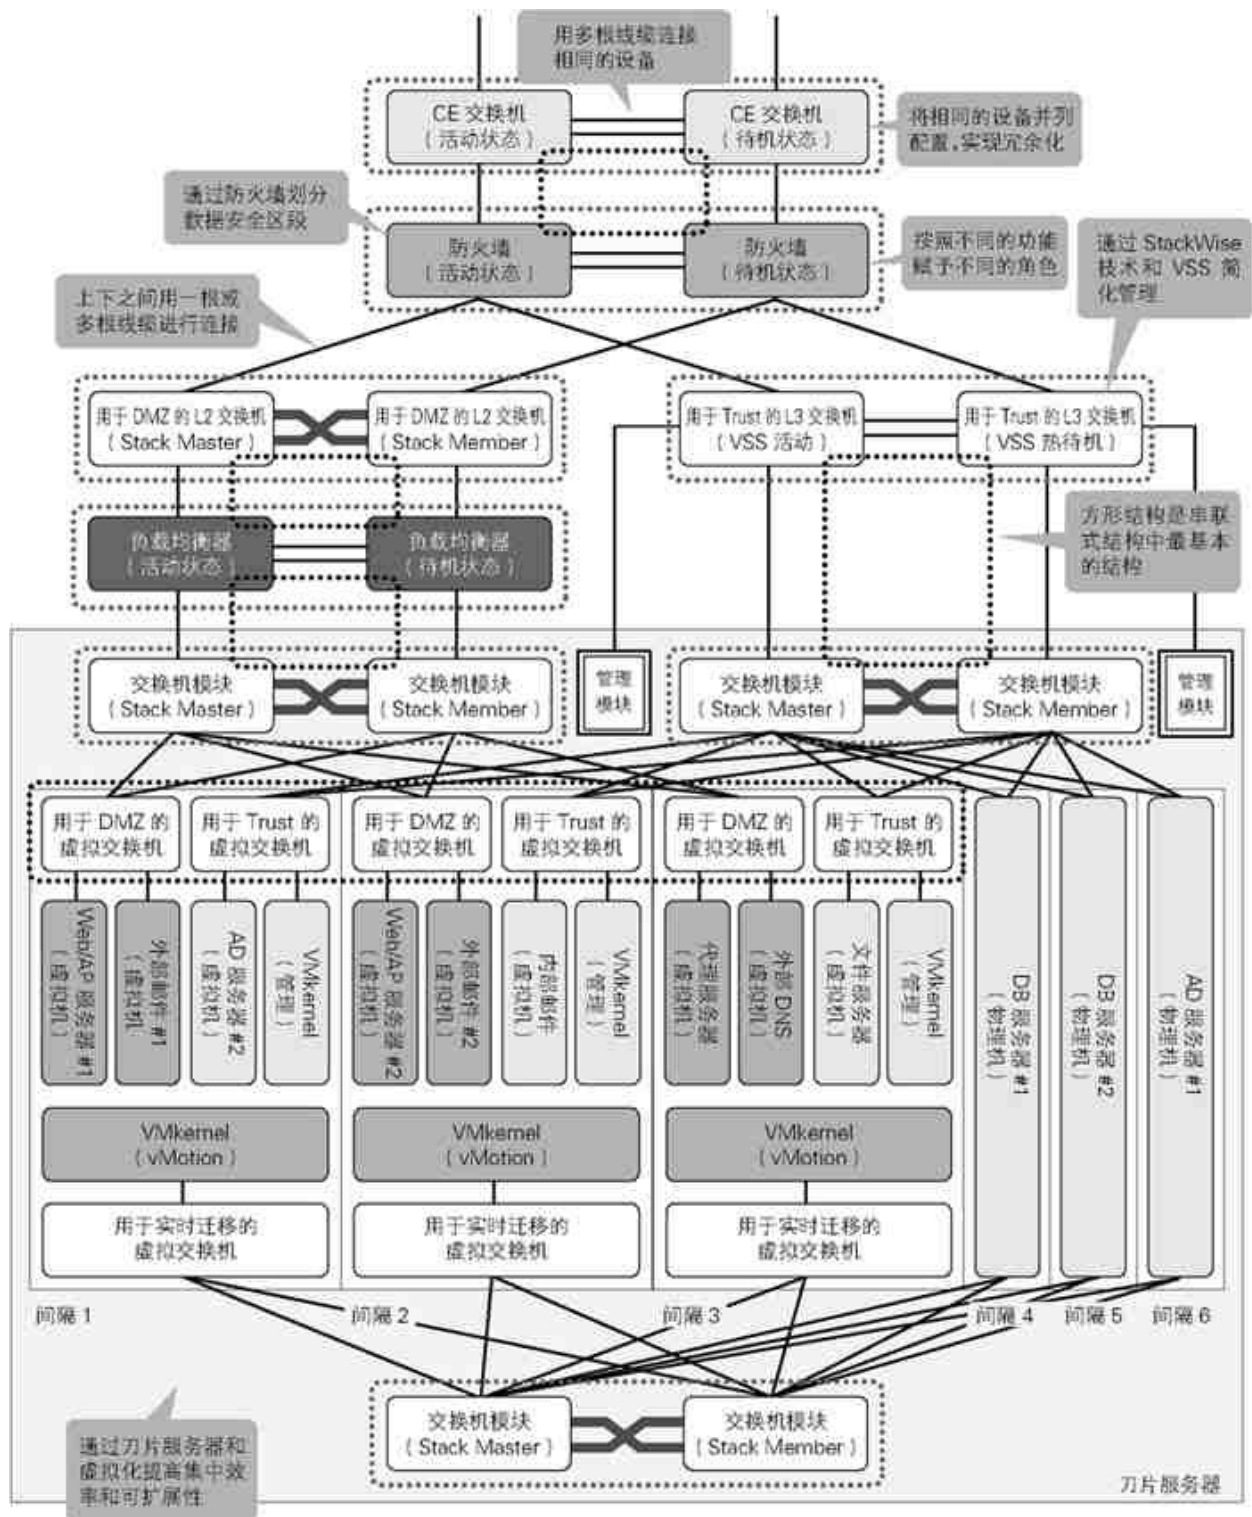 用多根线缆连接
相同的设备
CE 交换机
（活动状态）
CE 交换机
（待机状态）
将相同的设备并列
配置,实现冗余化
通过防火墙划分
数据安全区段
防火墙
（活动状态）
防火墙
（待机状态）
按照不同的功能
赋予不同的角色
通过 StackWise
技术和 VSS 简
化管理
上下之间用一根或
多根线缆进行连接
用于 DMZ 的 L2 交换机
（Stack Master）
用于 DMZ 的 L2 交换机
（Stack Member）
用于 Trust 的 L3 交换机
（VSS 活动）
用于 Trust 的 L3 交换机
（VSS 热待机）
负载均衡器
（活动状态）
负载均衡器
（待机状态）
方形结构是串联
式结构中最基本
的结构
交换机模块
（Stack Master）
交换机模块
（Stack Member）
管理
模块
交换机模块
（Stack Master）
交换机模块
（Stack Member）
管理
模块
用于 DMZ 的
虚拟交换机
用于 Trust 的
虚拟交换机
用于 DMZ 的
虚拟交换机
用于 Trust 的
虚拟交换机
用于 DMZ 的
虚拟交换机
用于 Trust 的
虚拟交换机
Web/AP 服务器 #1
（虚拟机）
外部邮件 #1
（虚拟机
AD 服务器 #2
（虚拟机）
VMkernel
（管理）
Web/AP 服务器 #2
（虚拟机）
外部邮件 #2
（虚拟机）
内部邮件
（虚拟机）
VMkernel
（管理）
代理服务器
（虚拟机）
外部 DNS
（虚拟机）
文件服务器
（虚拟机）
VMkernel
（管理）
DB 服务器 #1
（物理机）
DB 服务器 #2
（物理机）
AD 服务器 #1
（物理机）
VMkernel
（vMotion）
VMkernel
（vMotion）
VMkernel
（vMotion）
用于实时迁移的
虚拟交换机
用于实时迁移的
虚拟交换机
用于实时迁移的
虚拟交换机
间隔 1
间隔 2
间隔 3
间隔 4
间隔 5
间隔 6
交换机模块
（Stack Master）
交换机模块
（Stack Member）
通过刀片服务器和
虚拟化提高集中效
率和可扩展性
刀片服务器